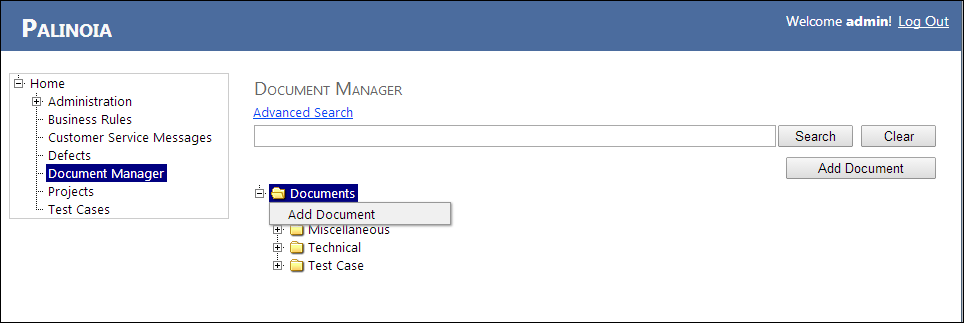 PALINOIA
Welcome admin! Log Out
Home
Administration
Business Rules
Customer Service Messages
Defects
Document Manager
Projects
Test Cases
DOCUMENT MANAGER
Advanced Search
Search Clear
Add Document
Documents
Add Document
Miscellaneous
Technical
Test Case